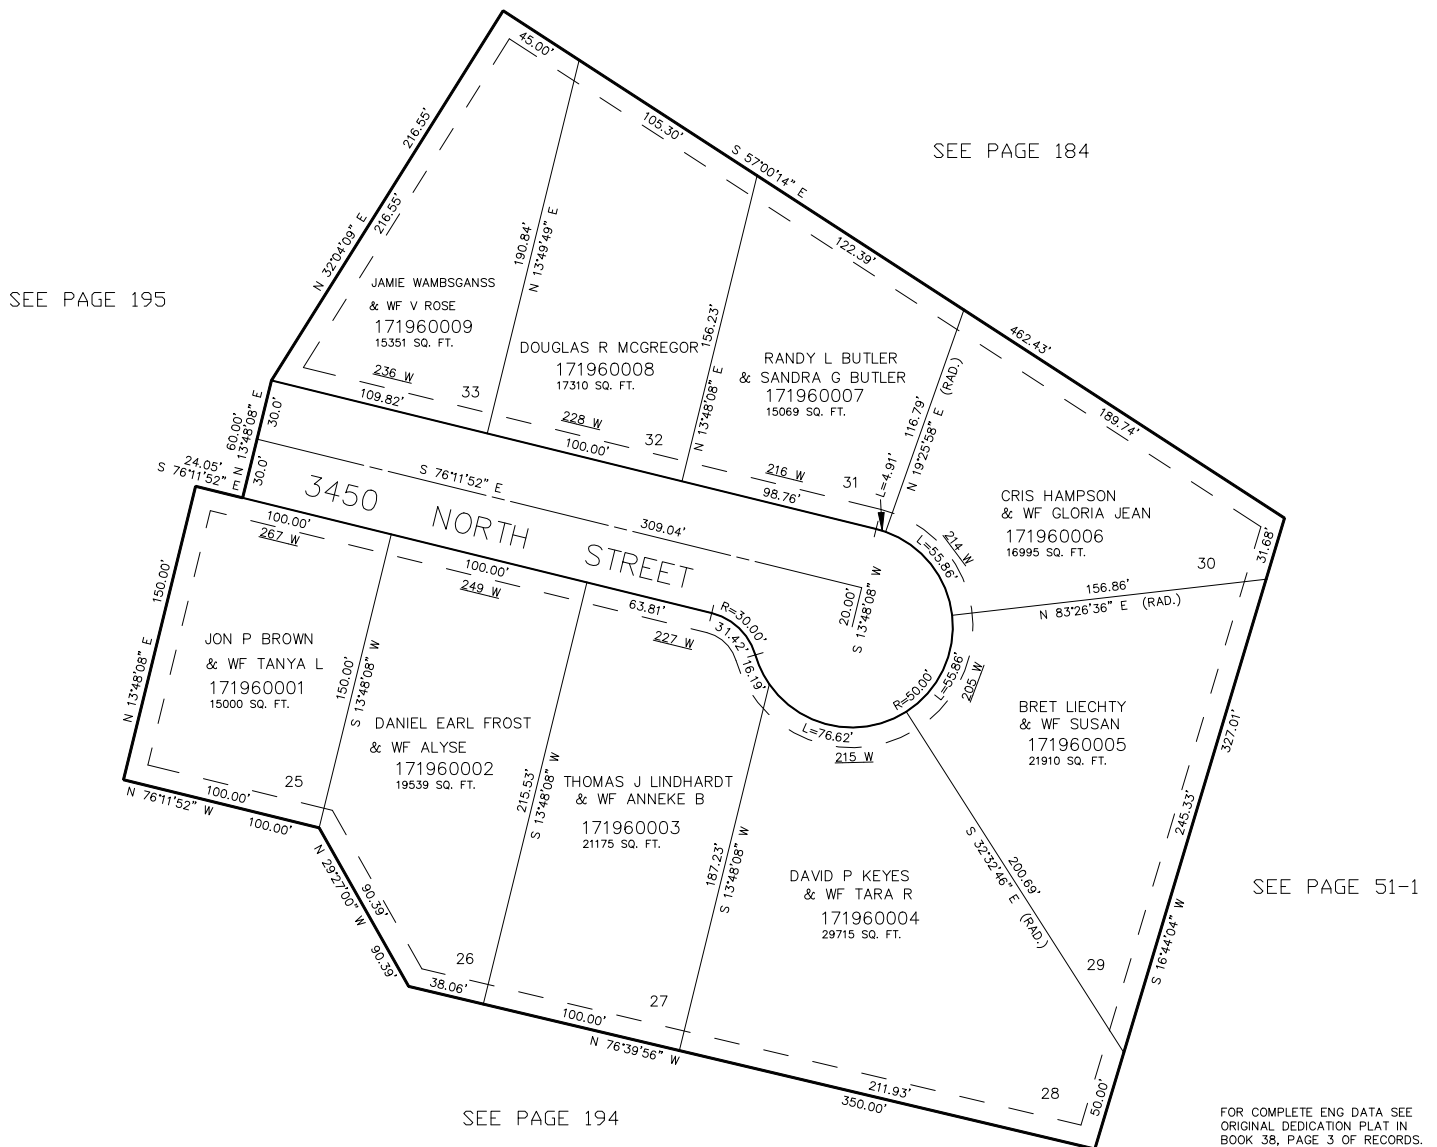 45.00'
216.55'
105.30'
S 57°00'14" E
SEE PAGE 184
N 32°04'09" E
216.55'
190.84'
N 13°49'49" E
122.39'
SEE PAGE 195
JAMIE WAMBSGANSS
& WF V ROSE
171960009
15351 SQ. FT.
236 W
33
109.82'
DOUGLAS R MCGREGOR
171960008
17310 SQ. FT.
228 W
32
100.00'
156.23'
N 13°48'08" E
RANDY L BUTLER
& SANDRA G BUTLER
171960007
15069 SQ. FT.
216 W
31
98.76'
L=4.91'
116.79'
N 19°25'58" E (RAD.)
462.43'
189.74'
CRIS HAMPSON
& WF GLORIA JEAN
171960006
16995 SQ. FT.
30
31.68'
214 W
L=55.86'
156.86'
N 83°26'36" E (RAD.)
60.00'
N 13°48'08" E
30.0'
30.0'
24.05'
S 76°11'52" E
S 76°11'52" E
309.04'
3450 NORTH STREET
20.00'
S 13°48'08" W
100.00'
267 W
100.00'
249 W
63.81'
227 W
R=30.00'
31.42'
16.19'
L=76.62'
215 W
R=50.00'
L=55.86'
205 W
150.00'
N 13°48'08" E
JON P BROWN
& WF TANYA L
171960001
15000 SQ. FT.
25
100.00'
N 76°11'52" W
100.00'
150.00'
S 13°48'08" W
DANIEL EARL FROST
& WF ALYSE
171960002
19539 SQ. FT.
26
N 29°27'00" W
90.39'
90.39'
38.06'
215.53'
S 13°48'08" W
THOMAS J LINDHARDT
& WF ANNEKE B
171960003
21175 SQ. FT.
27
100.00'
N 76°39'56" W
187.23'
S 13°48'08" W
DAVID P KEYES
& WF TARA R
171960004
29715 SQ. FT.
28
211.93'
350.00'
50.00'
200.69'
S 32°32'46" E (RAD.)
BRET LIECHTY
& WF SUSAN
171960005
21910 SQ. FT.
29
327.01'
245.33'
S 16°44'04" W
SEE PAGE 51-1
SEE PAGE 194
FOR COMPLETE ENG DATA SEE
ORIGINAL DEDICATION PLAT IN
BOOK 38, PAGE 3 OF RECORDS.